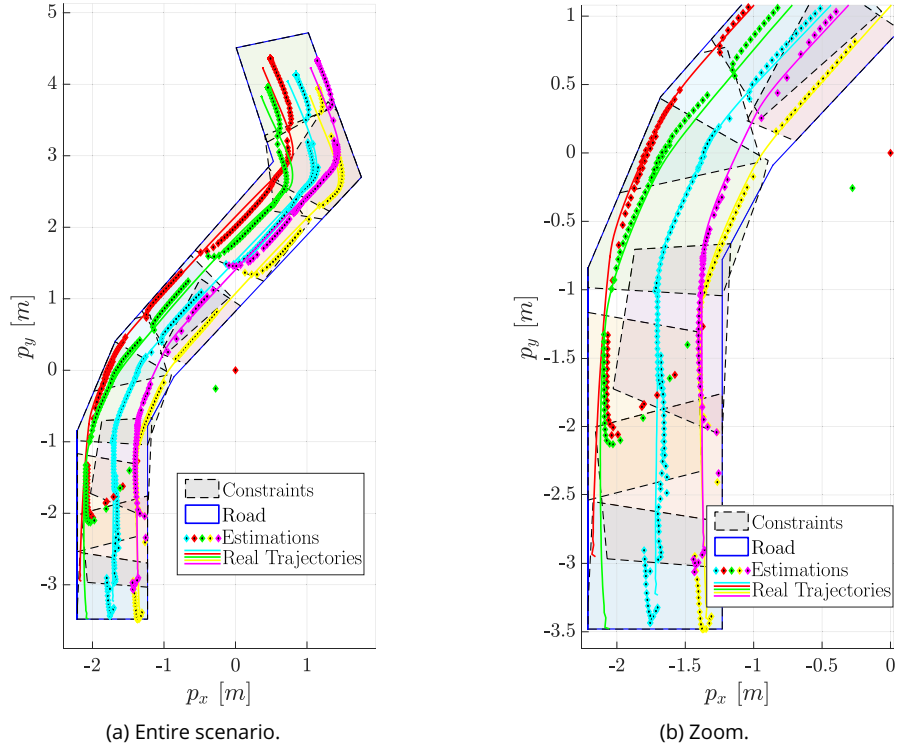 5
4
3
2
1
0
-1
-2
-3
-2
-1
0
1
p_y [m]
p_x [m]
Constraints
Road
Estimations
Real Trajectories
(a) Entire scenario.
1
0.5
0
-0.5
-1
-1.5
-2
-2.5
-3
-3.5
-2
-1.5
-1
-0.5
0
p_y [m]
p_x [m]
Constraints
Road
Estimations
Real Trajectories
(b) Zoom.